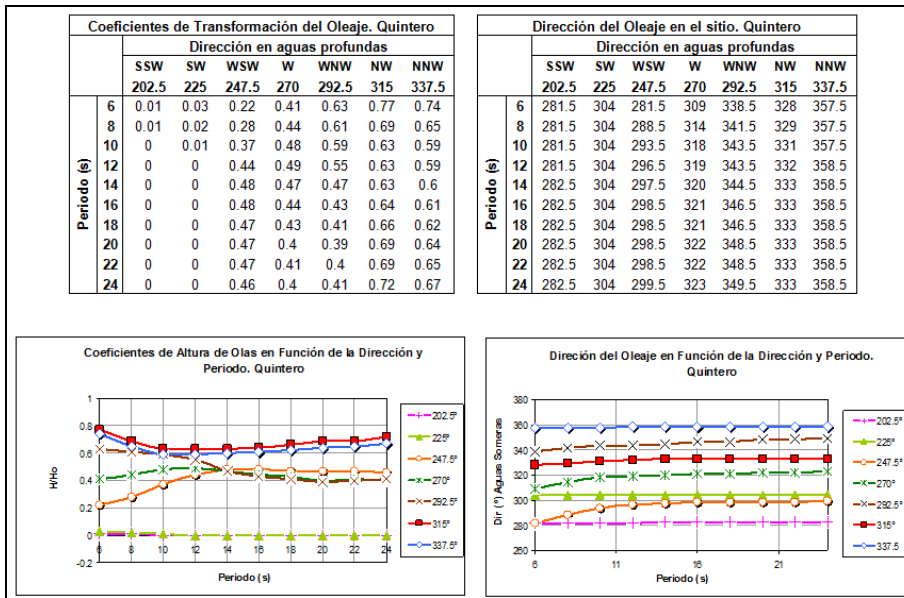 Coeficientes de Transformación del Oleaje. Quintero
Dirección en aguas profundas
SSW SW WSW W WNW NW NNW
202.5 225 247.5 270 292.5 315 337.5
Periodo (s)
6 0.01 0.03 0.22 0.41 0.63 0.77 0.74
8 0.01 0.02 0.28 0.44 0.61 0.69 0.65
10 0 0.01 0.37 0.48 0.59 0.63 0.59
12 0 0 0.44 0.49 0.55 0.63 0.59
14 0 0 0.48 0.47 0.47 0.63 0.6
16 0 0 0.48 0.44 0.43 0.64 0.61
18 0 0 0.47 0.43 0.41 0.66 0.62
20 0 0 0.47 0.4 0.39 0.69 0.64
22 0 0 0.47 0.41 0.4 0.69 0.65
24 0 0 0.46 0.4 0.41 0.72 0.67
Dirección del Oleaje en el sitio. Quintero
Dirección en aguas profundas
SSW SW WSW W WNW NW NNW
202.5 225 247.5 270 292.5 315 337.5
Periodo (s)
6 281.5 304 281.5 309 338.5 328 357.5
8 281.5 304 288.5 314 341.5 329 357.5
10 281.5 304 293.5 318 343.5 331 357.5
12 281.5 304 296.5 319 343.5 332 358.5
14 282.5 304 297.5 320 344.5 333 358.5
16 282.5 304 298.5 321 346.5 333 358.5
18 282.5 304 298.5 321 346.5 333 358.5
20 282.5 304 298.5 322 348.5 333 358.5
22 282.5 304 298.5 322 348.5 333 358.5
24 282.5 304 299.5 323 349.5 333 358.5
Coeficientes de Altura de Olas en Función de la Dirección y
Periodo. Quintero
H/Ho
1
0.8
0.6
0.4
0.2
0
-0.2
6 8 10 12 14 16 18 20 22 24
Periodo (s)
202.5º
225º
247.5º
270º
292.5º
315º
337.5º
Direción del Oleaje en Función de la Dirección y Periodo.
Quintero
Dir (º) Aguas Someras
380
360
340
320
300
280
260
6 11 16 21
Periodo (s)
202.5º
225º
247.5º
270º
292.5º
315º
337.5